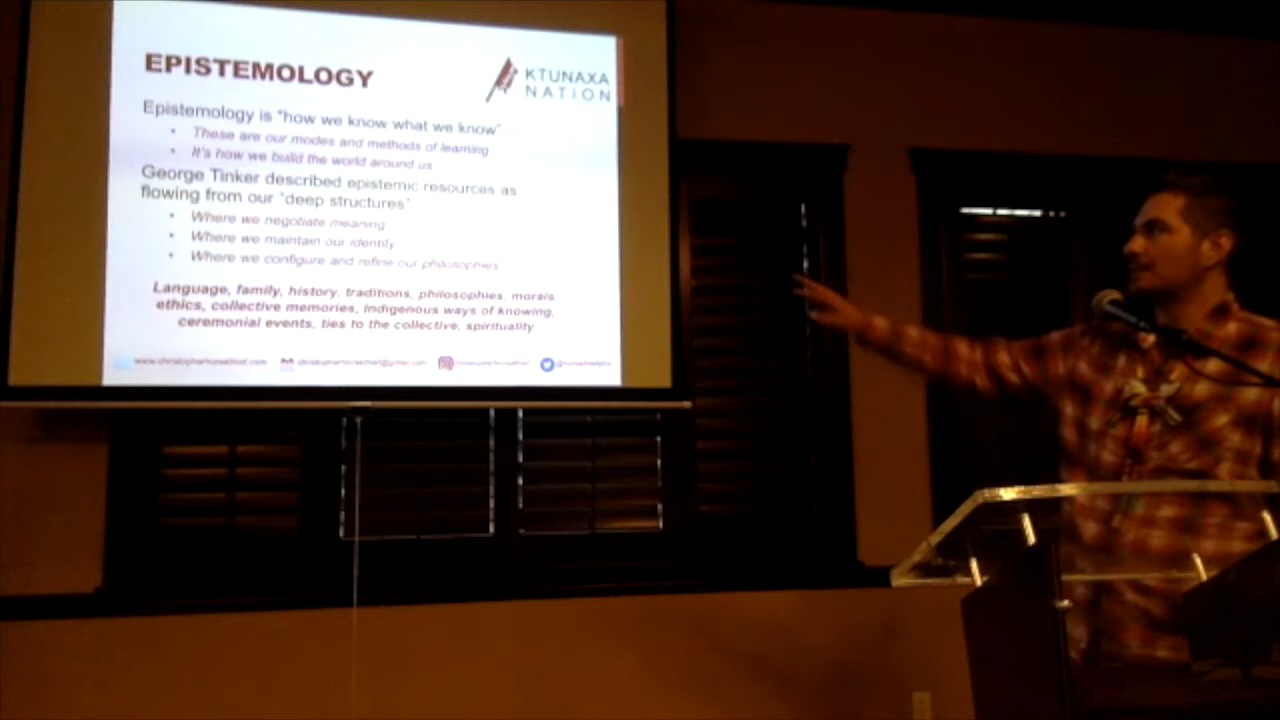 EPISTEMOLOGY
KTUNAXA
NATION
Epistemology is "how we know what we know"
• These are our modes and methods of learning
• It's how we build the world around us
George Tinker described epistemic resources as
flowing from our "deep structures"
• Where we negotiate meaning
• Where we maintain our identity
• Where we configure and refine our philosophies
Language, family, history, traditions, philosophies, morals
ethics, collective memories, indigenous ways of knowing,
ceremonial events, ties to the collective, spirituality